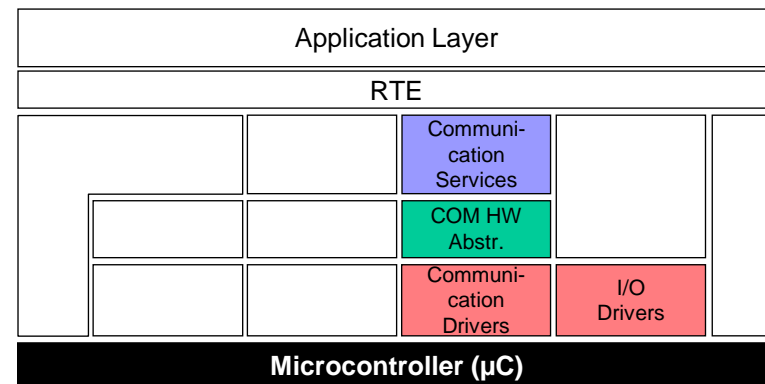 Application Layer
RTE
Communi-
cation
Services
COM HW
Abstr.
Communi-
cation
Drivers
I/O
Drivers
Microcontroller (µC)